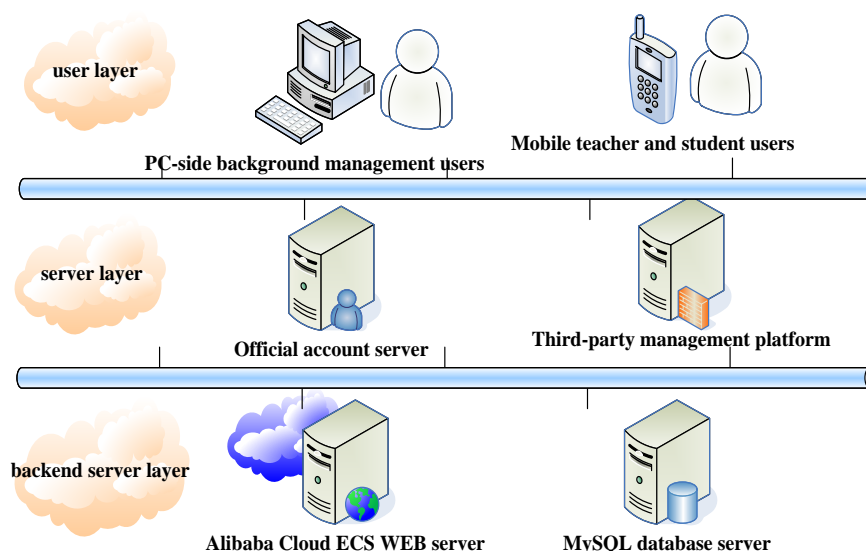 user layer
PC-side background management users
Mobile teacher and student users
server layer
Official account server
Third-party management platform
backend server layer
Alibaba Cloud ECS WEB server
MySQL database server